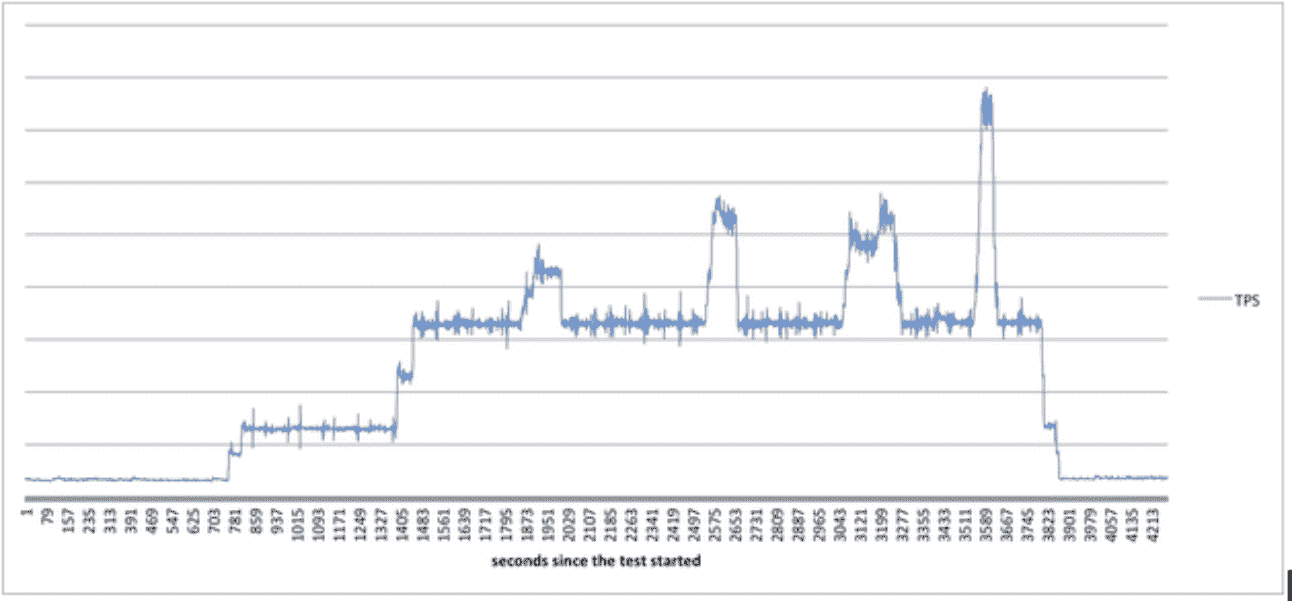 TPS
1 79 157 235 313 391 469 547 625 703 781 859 937 1015 1093 1171 1249 1327 1405 1483 1561 1639 1717 1795 1873 1951 2029 2107 2185 2263 2341 2419 2497 2575 2653 2731 2809 2887 2965 3043 3121 3199 3277 3355 3433 3511 3589 3667 3745 3823 3901 3979 4057 4135 4213
seconds since the test started